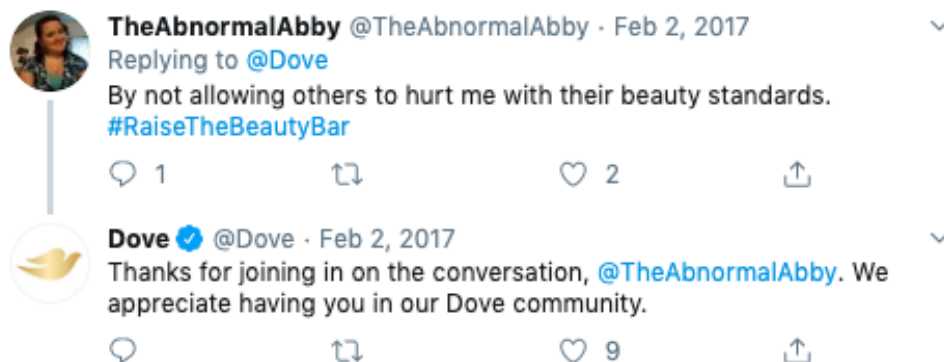 TheAbnormalAbby @TheAbnormalAbby · Feb 2, 2017
Replying to @Dove
By not allowing others to hurt me with their beauty standards.
#RaiseTheBeautyBar
1 2
Dove @Dove · Feb 2, 2017
Thanks for joining in on the conversation, @TheAbnormalAbby. We
appreciate having you in our Dove community.
9